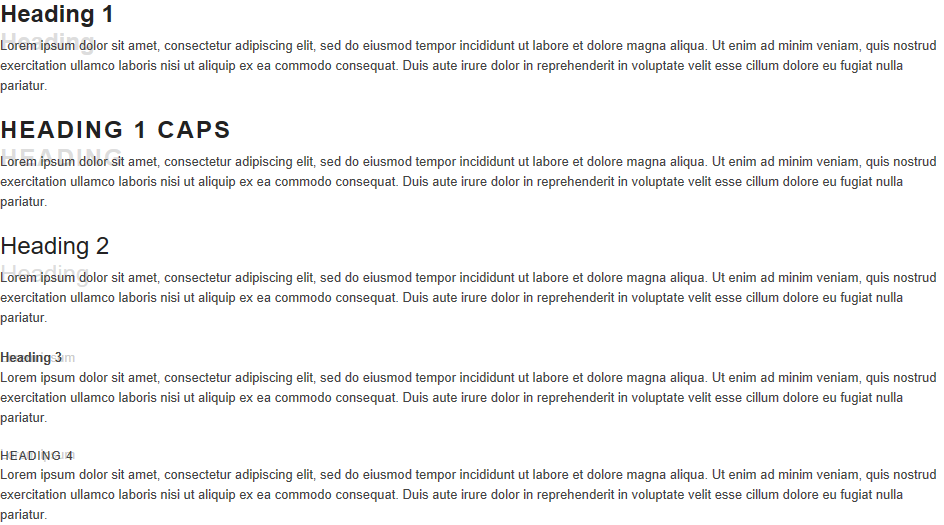 Heading 1
Heading
Lorem ipsum dolor sit amet, consectetur adipiscing elit, sed do eiusmod tempor incididunt ut labore et dolore magna aliqua. Ut enim ad minim veniam, quis nostrud
exercitation ullamco laboris nisi ut aliquip ex ea commodo consequat. Duis aute irure dolor in reprehenderit in voluptate velit esse cillum dolore eu fugiat nulla
pariatur.
HEADING 1 CAPS
HEADING
Lorem ipsum dolor sit amet, consectetur adipiscing elit, sed do eiusmod tempor incididunt ut labore et dolore magna aliqua. Ut enim ad minim veniam, quis nostrud
exercitation ullamco laboris nisi ut aliquip ex ea commodo consequat. Duis aute irure dolor in reprehenderit in voluptate velit esse cillum dolore eu fugiat nulla
pariatur.
Heading 2
Heading
Lorem ipsum dolor sit amet, consectetur adipiscing elit, sed do eiusmod tempor incididunt ut labore et dolore magna aliqua. Ut enim ad minim veniam, quis nostrud
exercitation ullamco laboris nisi ut aliquip ex ea commodo consequat. Duis aute irure dolor in reprehenderit in voluptate velit esse cillum dolore eu fugiat nulla
pariatur.
Heading 3
Lorem ipsum dolor sit amet, consectetur adipiscing elit, sed do eiusmod tempor incididunt ut labore et dolore magna aliqua. Ut enim ad minim veniam, quis nostrud
exercitation ullamco laboris nisi ut aliquip ex ea commodo consequat. Duis aute irure dolor in reprehenderit in voluptate velit esse cillum dolore eu fugiat nulla
pariatur.
HEADING 4
Lorem ipsum dolor sit amet, consectetur adipiscing elit, sed do eiusmod tempor incididunt ut labore et dolore magna aliqua. Ut enim ad minim veniam, quis nostrud
exercitation ullamco laboris nisi ut aliquip ex ea commodo consequat. Duis aute irure dolor in reprehenderit in voluptate velit esse cillum dolore eu fugiat nulla
pariatur.